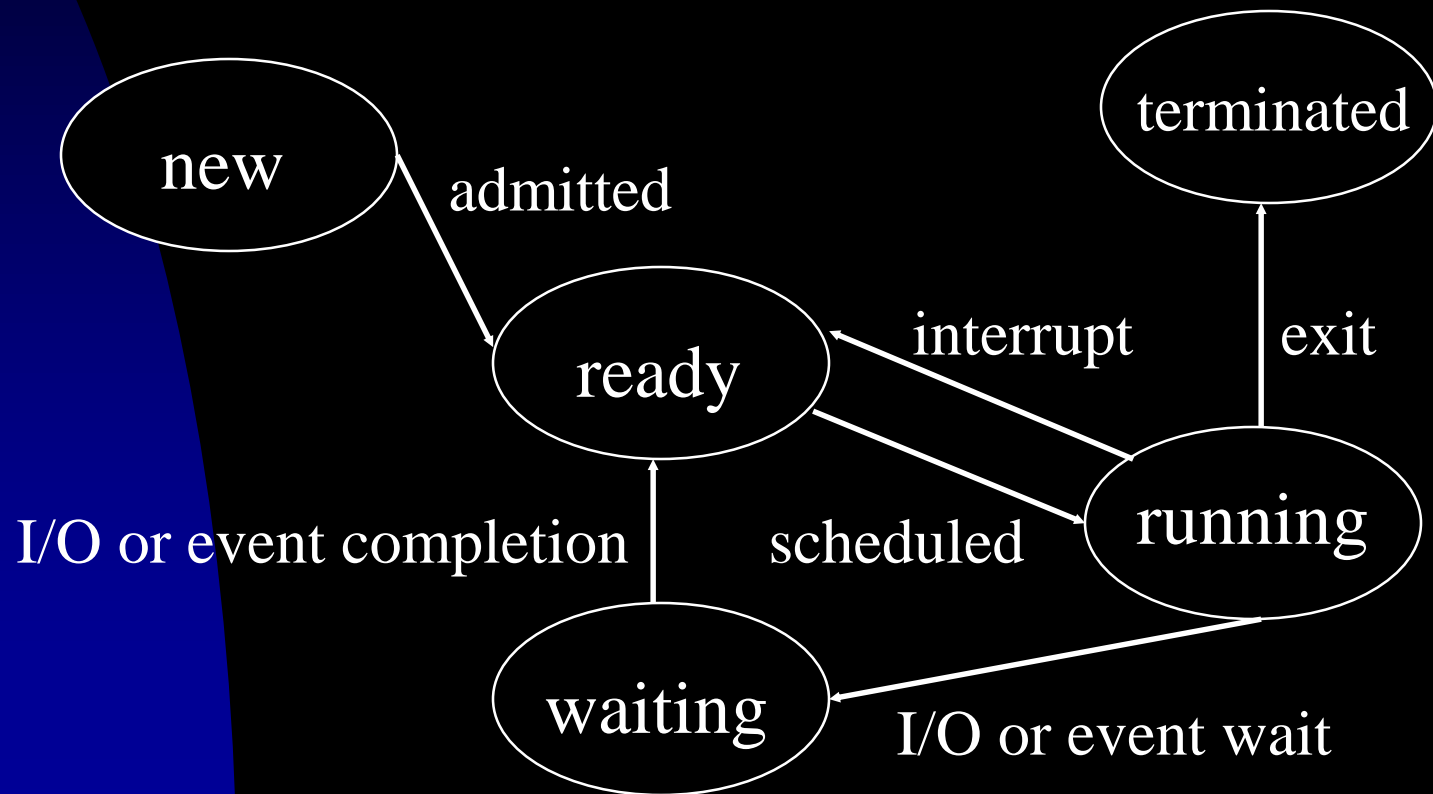 terminated
new
admitted
interrupt
exit
ready
running
I/O or event completion
scheduled
waiting
I/O or event wait